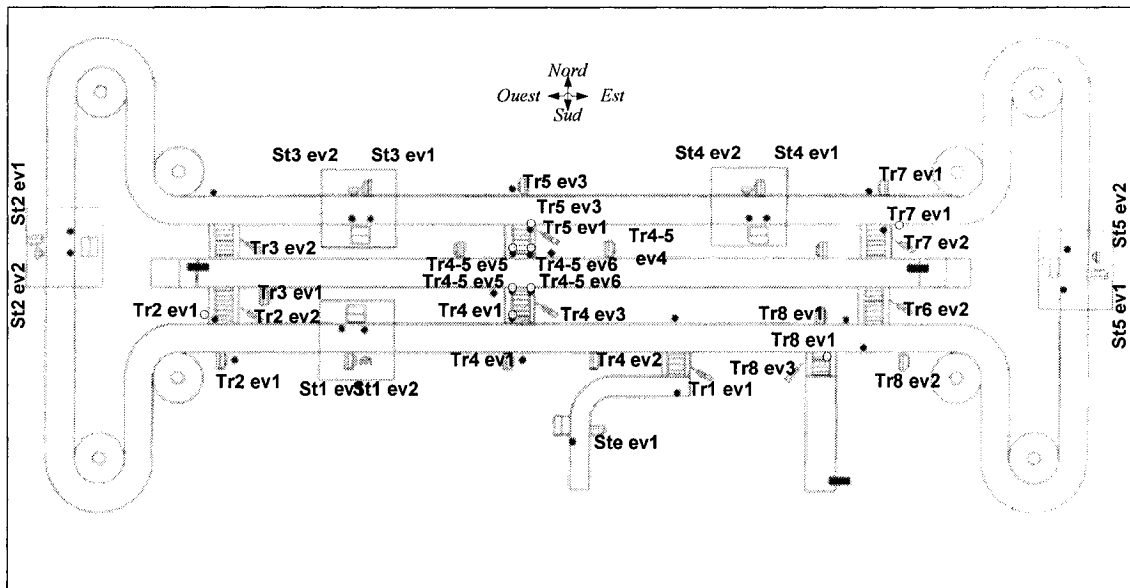 Nord
Ouest Est
Sud
St3 ev2 St3 ev1
St4 ev2 St4 ev1
Tr5 ev3
Tr7 ev1
St2 ev1
St2 ev2
Tr5 ev3
Tr5 ev1
Tr7 ev1
Tr7 ev2
St5 ev2
St5 ev1
Tr3 ev2
Tr4-5
ev4
Tr4-5 ev5 Tr4-5 ev6
Tr4-5 ev5 Tr4-5 ev6
Tr3 ev1
Tr2 ev1
Tr2 ev2
Tr4 ev1
Tr4 ev3
Tr8 ev1
Tr6 ev2
Tr8 ev1
Tr2 ev1
St1 ev1
St1 ev2
Tr4 ev1
Tr4 ev2
Tr8 ev3
Tr1 ev1
Tr8 ev2
Ste ev1